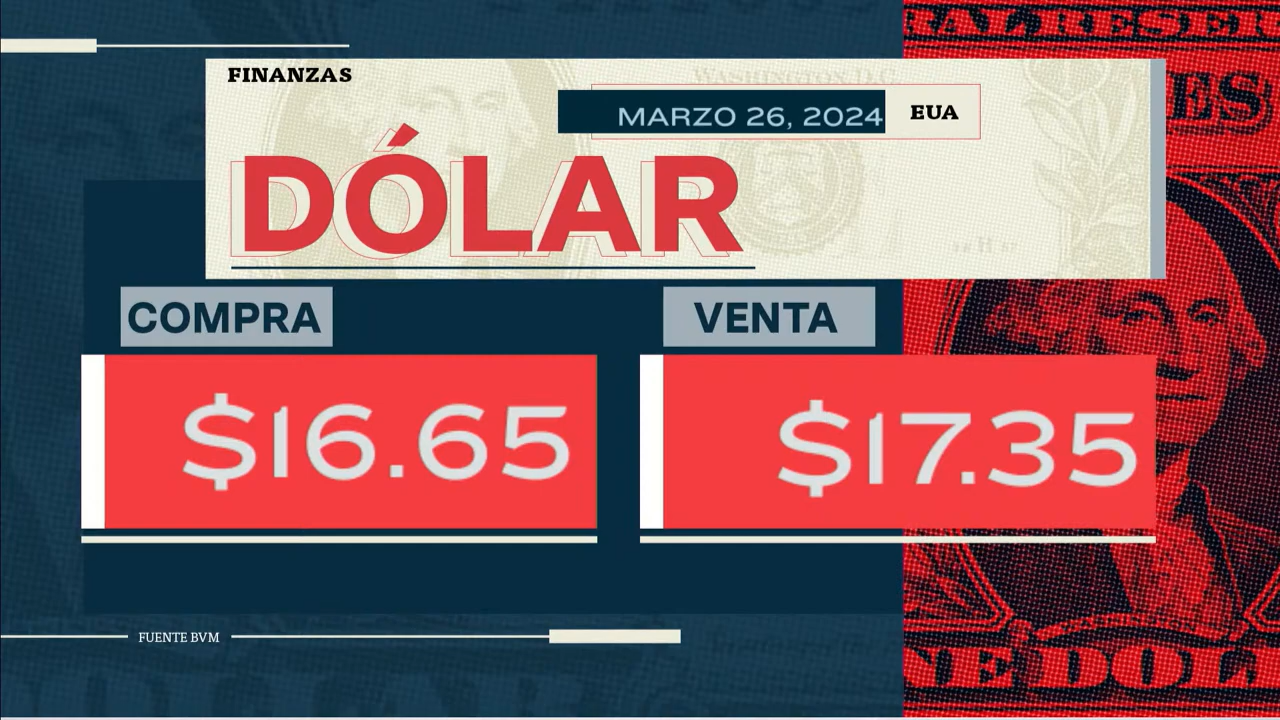 FINANZAS
MARZO 26, 2024 EUA
DÓLAR
COMPRA
VENTA
$16.65
$17.35
FUENTE BVM